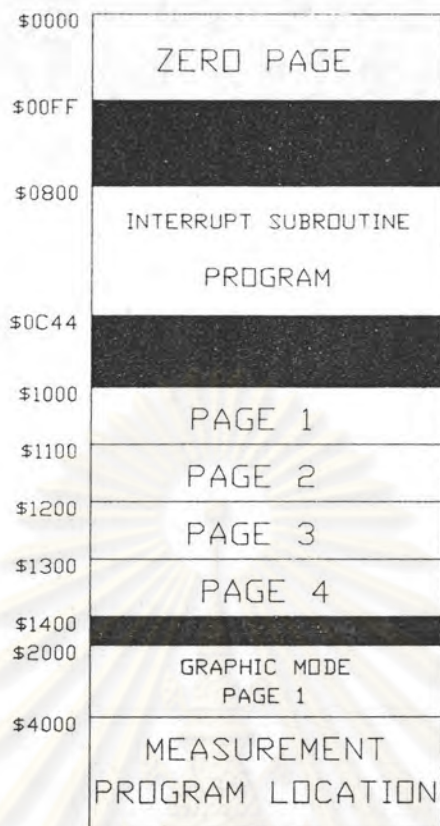 $0000
ZERO PAGE
$00FF
$0800
INTERRUPT SUBROUTINE
PROGRAM
$0C44
$1000
PAGE 1
$1100
PAGE 2
$1200
PAGE 3
$1300
PAGE 4
$1400
$2000
GRAPHIC MODE
PAGE 1
$4000
MEASUREMENT
PROGRAM LOCATION